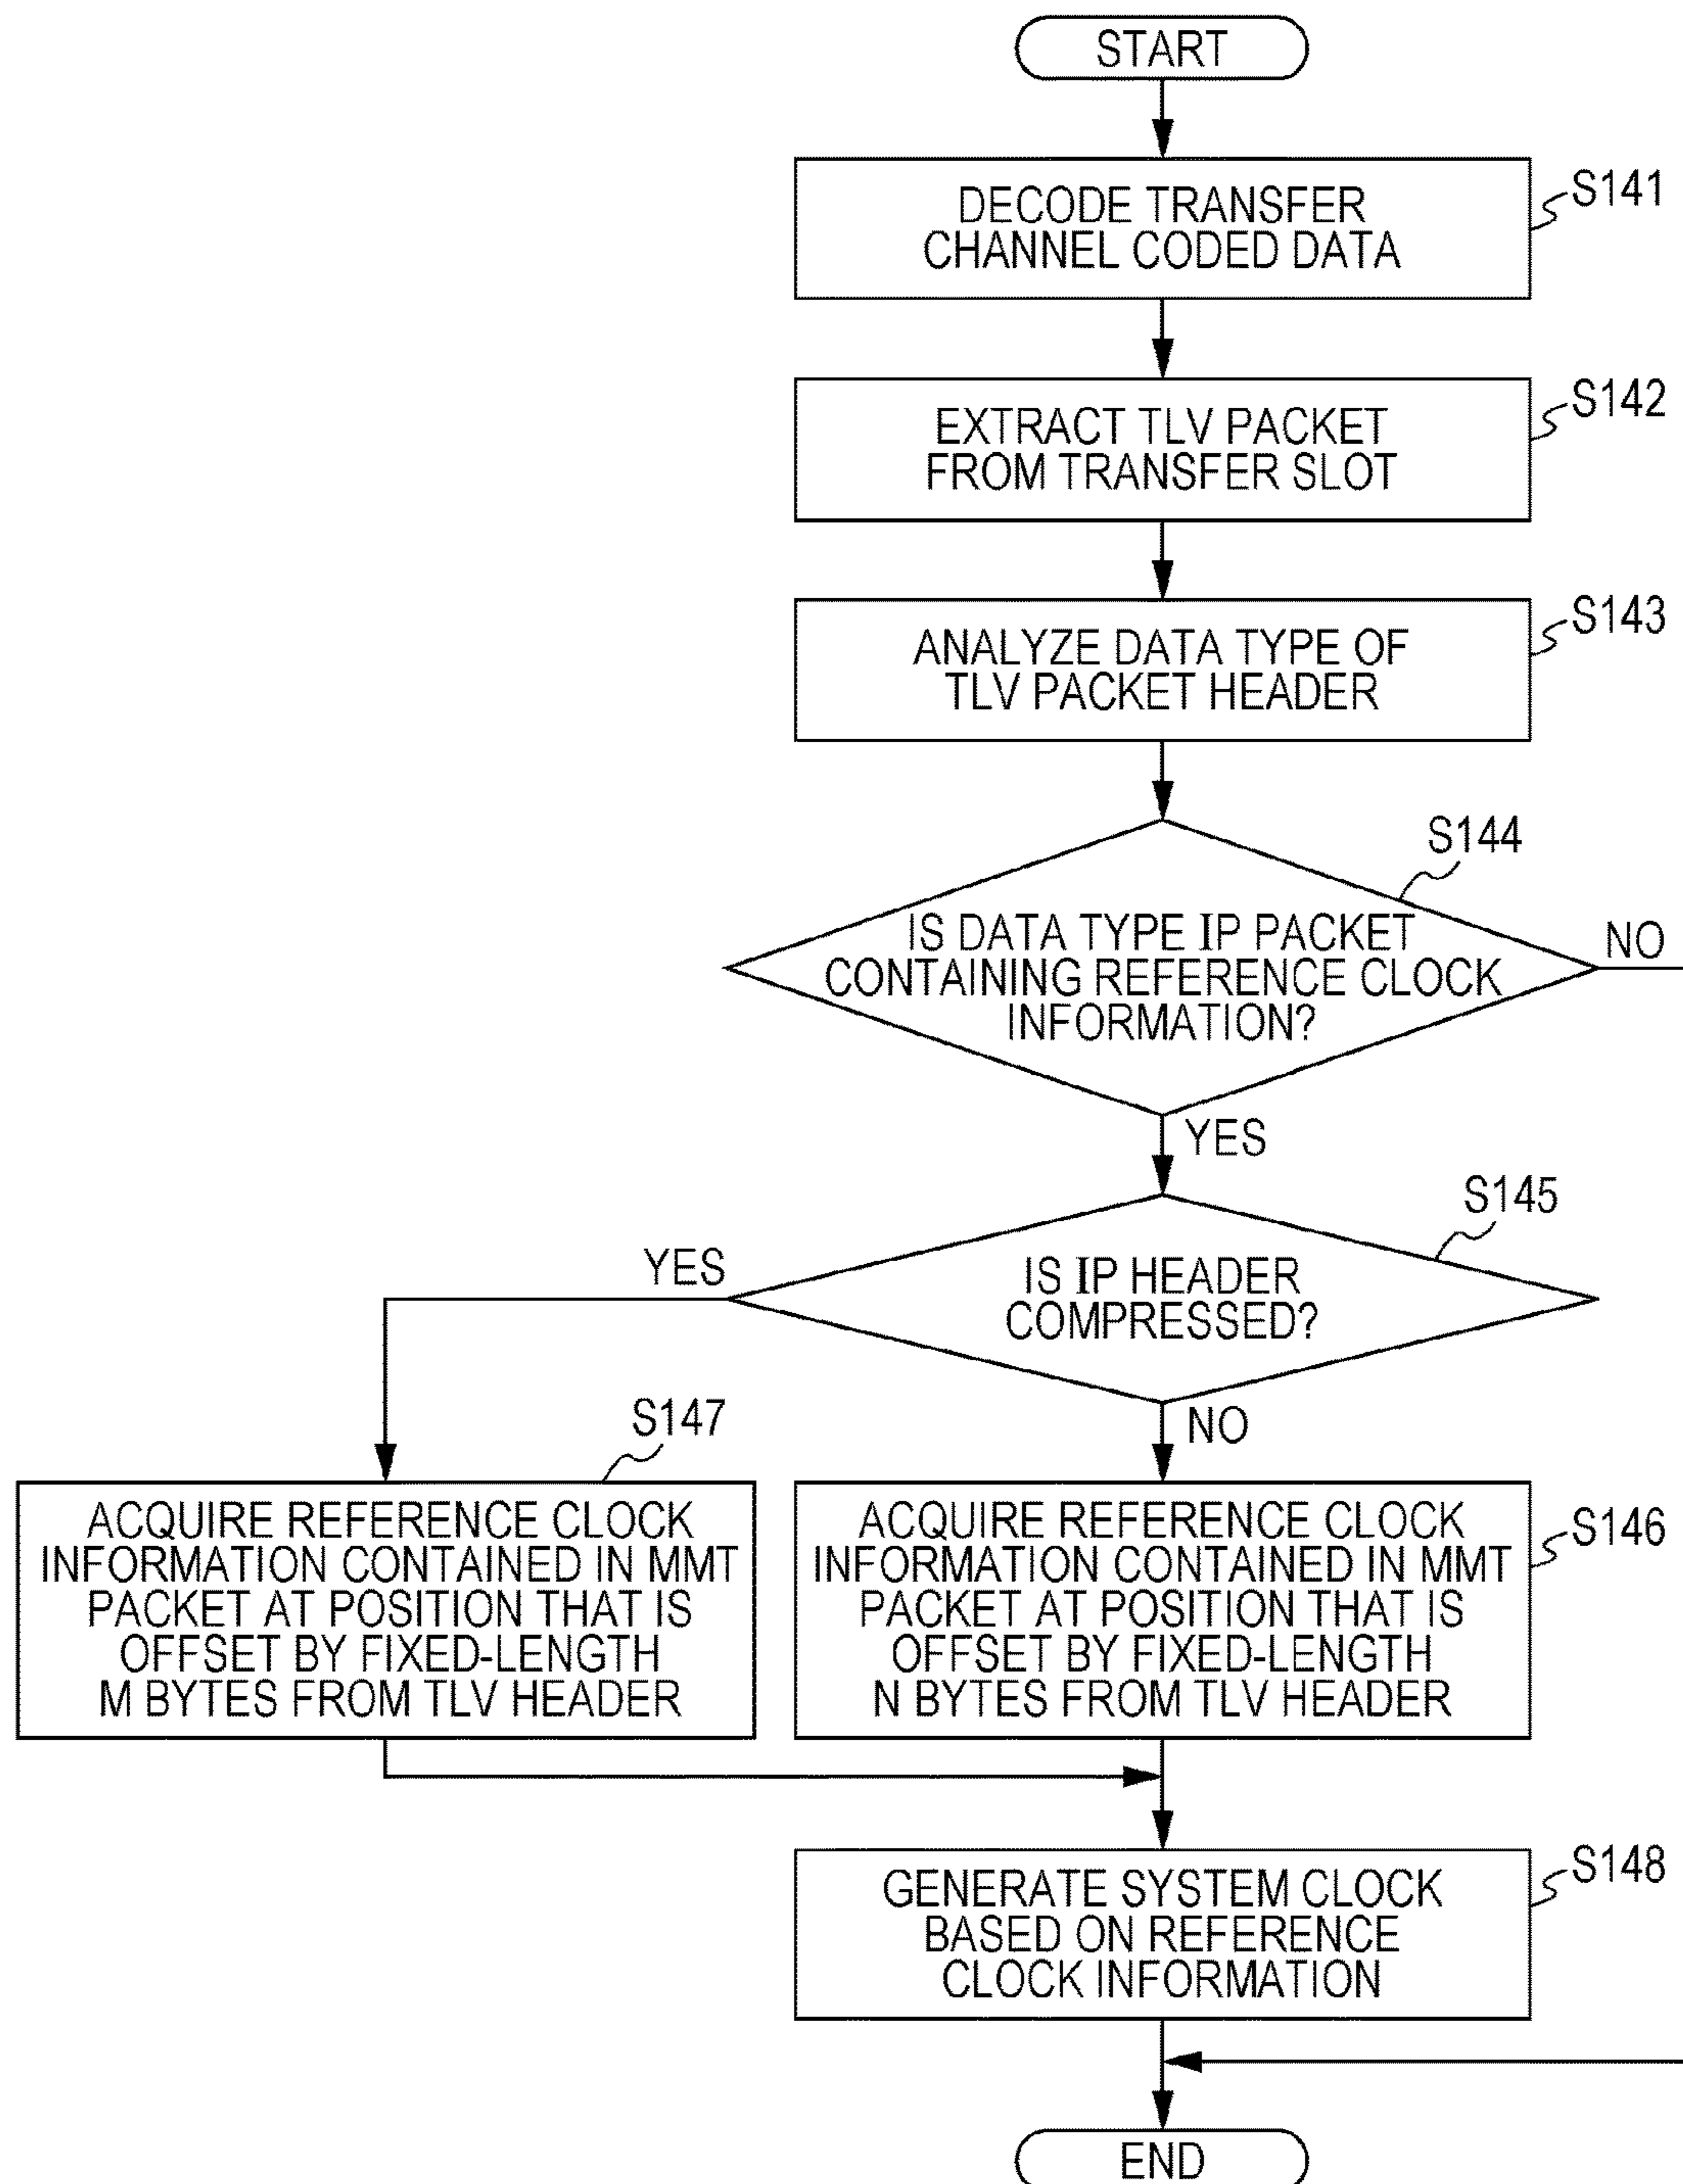 START
DECODE TRANSFER
CHANNEL CODED DATA
S141
EXTRACT TLV PACKET
FROM TRANSFER SLOT
S142
ANALYZE DATA TYPE OF
TLV PACKET HEADER
S143
S144
IS DATA TYPE IP PACKET
CONTAINING REFERENCE CLOCK
INFORMATION?
NO
YES
S145
IS IP HEADER
COMPRESSED?
YES
NO
S147
ACQUIRE REFERENCE CLOCK
INFORMATION CONTAINED IN MMT
PACKET AT POSITION THAT IS
OFFSET BY FIXED-LENGTH
M BYTES FROM TLV HEADER
ACQUIRE REFERENCE CLOCK
INFORMATION CONTAINED IN MMT
PACKET AT POSITION THAT IS
OFFSET BY FIXED-LENGTH
N BYTES FROM TLV HEADER
S146
GENERATE SYSTEM CLOCK
BASED ON REFERENCE
CLOCK INFORMATION
S148
END